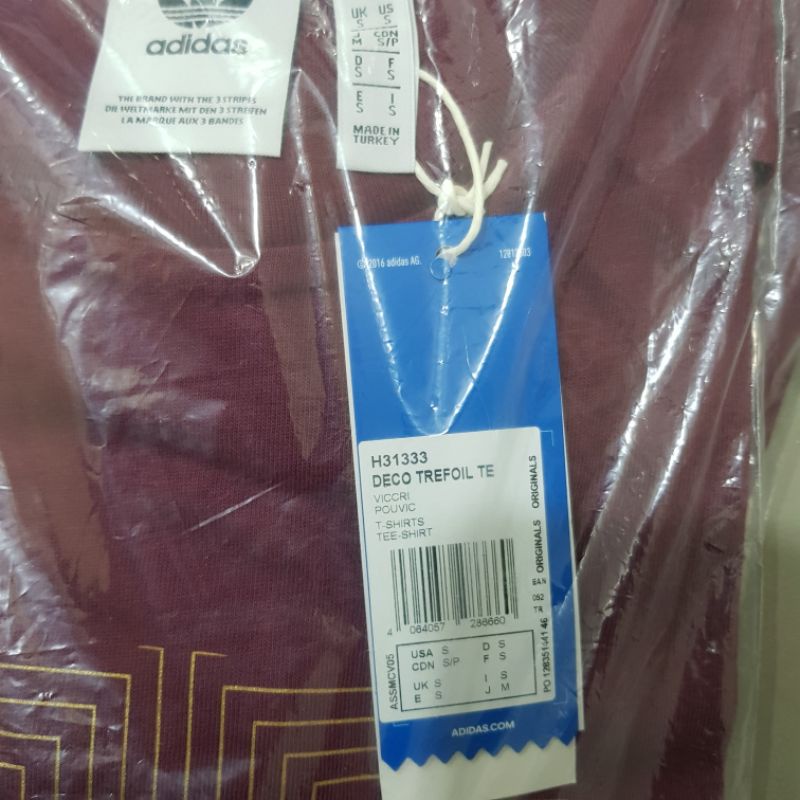 adidas
THE BRAND WITH THE 3 STRIPES
DIE WELTMARKE MIT DEN 3 STREIFEN
LA MARQUE AUX 3 BANDES
UK US
S S
J CDN
M S/P
D F
S S
E I
S S
MADE IN
TURKEY
2016 adidas AG.
H31333
DECO TREFOIL TE
VICCRI
POUVIC
T-SHIRTS
TEE-SHIRT
4 064057 286660
USA S D S
CDN S/P F S
UK S I S
E S J M
ASSMCV05
ORIGINALS ORIGINALS
EAN
052
TR
ADIDAS.COM